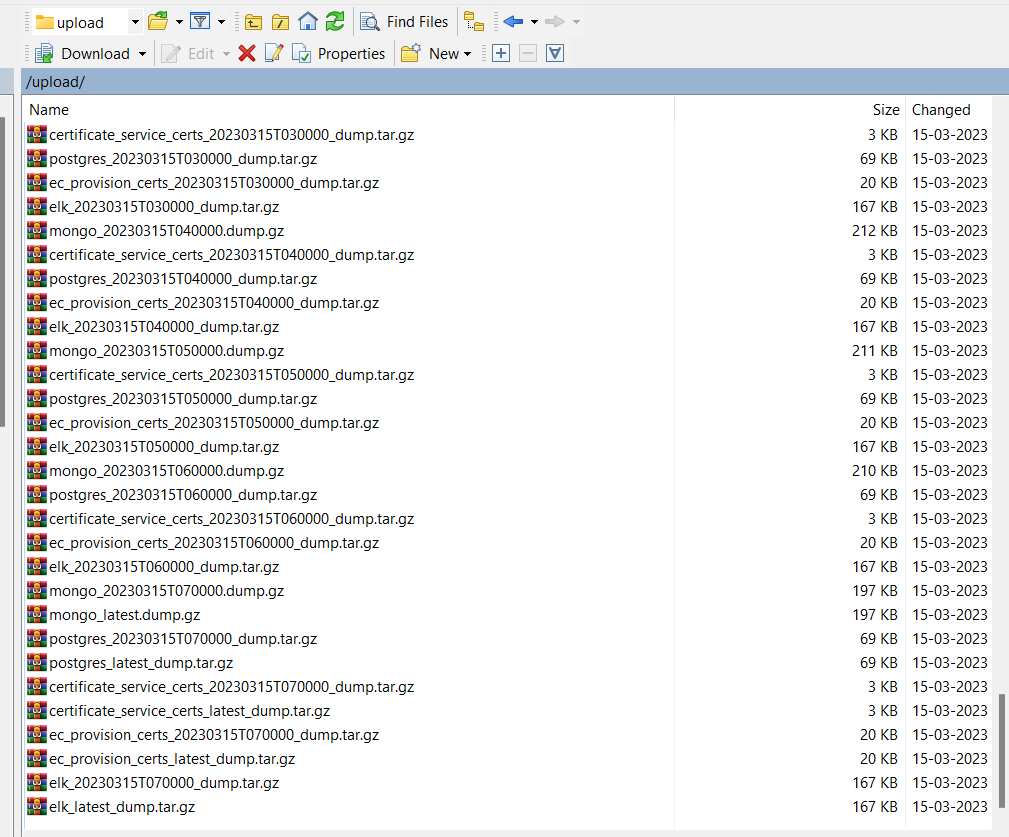 upload
Find Files
Download Edit Properties New
/upload/
Name Size Changed
certificate_service_certs_20230315T030000_dump.tar.gz 3 KB 15-03-2023
postgres_20230315T030000_dump.tar.gz 69 KB 15-03-2023
ec_provision_certs_20230315T030000_dump.tar.gz 20 KB 15-03-2023
elk_20230315T030000_dump.tar.gz 167 KB 15-03-2023
mongo_20230315T040000.dump.gz 212 KB 15-03-2023
certificate_service_certs_20230315T040000_dump.tar.gz 3 KB 15-03-2023
postgres_20230315T040000_dump.tar.gz 69 KB 15-03-2023
ec_provision_certs_20230315T040000_dump.tar.gz 20 KB 15-03-2023
elk_20230315T040000_dump.tar.gz 167 KB 15-03-2023
mongo_20230315T050000.dump.gz 211 KB 15-03-2023
certificate_service_certs_20230315T050000_dump.tar.gz 3 KB 15-03-2023
postgres_20230315T050000_dump.tar.gz 69 KB 15-03-2023
ec_provision_certs_20230315T050000_dump.tar.gz 20 KB 15-03-2023
elk_20230315T050000_dump.tar.gz 167 KB 15-03-2023
mongo_20230315T060000.dump.gz 210 KB 15-03-2023
postgres_20230315T060000_dump.tar.gz 69 KB 15-03-2023
certificate_service_certs_20230315T060000_dump.tar.gz 3 KB 15-03-2023
ec_provision_certs_20230315T060000_dump.tar.gz 20 KB 15-03-2023
elk_20230315T060000_dump.tar.gz 167 KB 15-03-2023
mongo_20230315T070000.dump.gz 197 KB 15-03-2023
mongo_latest.dump.gz 197 KB 15-03-2023
postgres_20230315T070000_dump.tar.gz 69 KB 15-03-2023
postgres_latest_dump.tar.gz 69 KB 15-03-2023
certificate_service_certs_20230315T070000_dump.tar.gz 3 KB 15-03-2023
certificate_service_certs_latest_dump.tar.gz 3 KB 15-03-2023
ec_provision_certs_20230315T070000_dump.tar.gz 20 KB 15-03-2023
ec_provision_certs_latest_dump.tar.gz 20 KB 15-03-2023
elk_20230315T070000_dump.tar.gz 167 KB 15-03-2023
elk_latest_dump.tar.gz 167 KB 15-03-2023